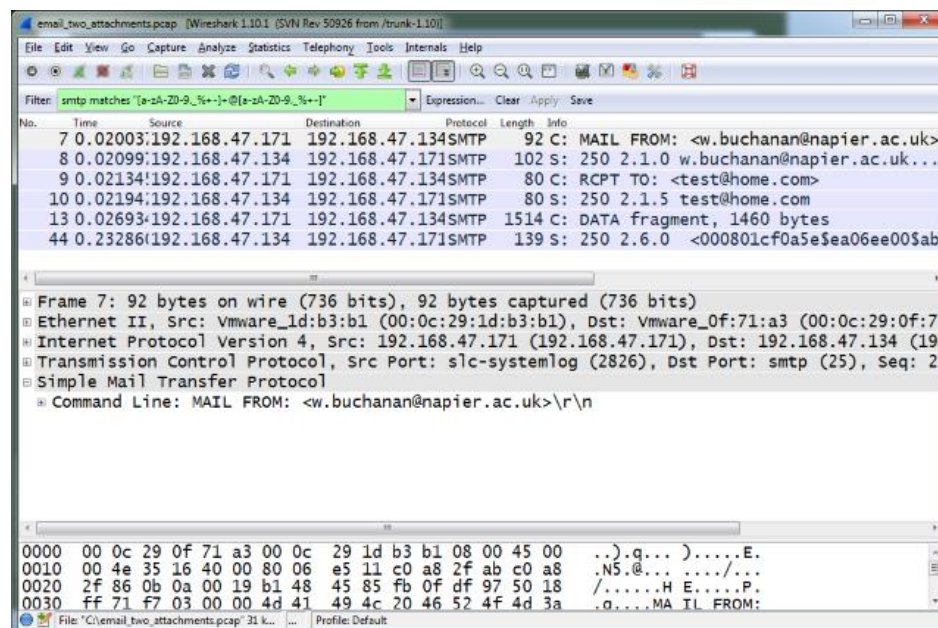 email_two_attachments.pcap [Wireshark 1.10.1 (SVN Rev 50926 from /trunk-1.10)]
File Edit View Go Capture Analyze Statistics Telephony Tools Internals Help
Filter: smtp matches "[a-zA-Z0-9._%+-]+@[a-zA-Z0-9._%+-]" Expression... Clear Apply Save
No. Time Source Destination Protocol Length Info
7 0.02003 192.168.47.171 192.168.47.134 SMTP 92 C: MAIL FROM: <w.buchanan@napier.ac.uk>
8 0.02099 192.168.47.134 192.168.47.171 SMTP 102 S: 250 2.1.0 w.buchanan@napier.ac.uk...
9 0.02134 192.168.47.171 192.168.47.134 SMTP 80 C: RCPT TO: <test@home.com>
10 0.02194 192.168.47.134 192.168.47.171 SMTP 80 S: 250 2.1.5 test@home.com
13 0.02693 192.168.47.171 192.168.47.134 SMTP 1514 C: DATA fragment, 1460 bytes
44 0.23286 192.168.47.134 192.168.47.171 SMTP 139 S: 250 2.6.0 <000801cf0a5e$ea06ee00$ab
Frame 7: 92 bytes on wire (736 bits), 92 bytes captured (736 bits)
Ethernet II, Src: Vmware_1d:b3:b1 (00:0c:29:1d:b3:b1), Dst: Vmware_0f:71:a3 (00:0c:29:0f:7
Internet Protocol Version 4, Src: 192.168.47.171 (192.168.47.171), Dst: 192.168.47.134 (19
Transmission Control Protocol, Src Port: slc-systemlog (2826), Dst Port: smtp (25), Seq: 2
Simple Mail Transfer Protocol
Command Line: MAIL FROM: <w.buchanan@napier.ac.uk>\r\n
0000 00 0c 29 0f 71 a3 00 0c 29 1d b3 b1 08 00 45 00 ..).q... ).....E.
0010 00 4e 35 16 40 00 80 06 e5 11 c0 a8 2f ab c0 a8 .N5.@... ..../...
0020 2f 86 0b 0a 00 19 b1 48 45 85 fb 0f df 97 50 18 /......H E.....P.
0030 ff 71 f7 03 00 00 4d 41 49 4c 20 46 52 4f 4d 3a .q....MA IL FROM:
File: "C:\email_two_attachments.pcap" 31 k... ... Profile: Default